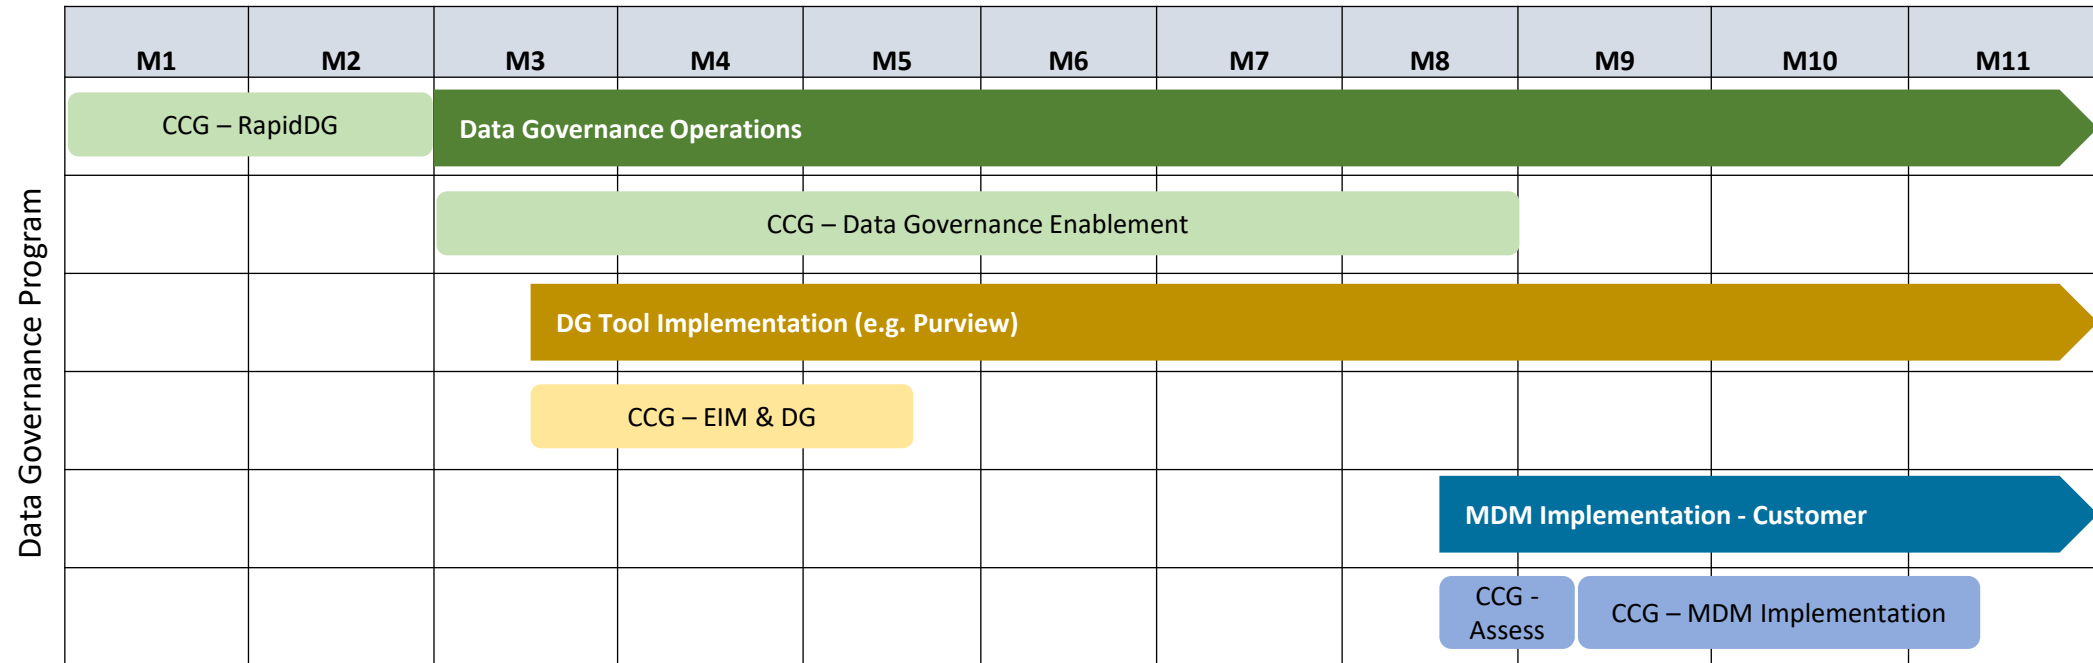 M1 M2 M3 M4 M5 M6 M7 M8 M9 M10 M11
Data Governance Program
CCG – RapidDG
Data Governance Operations
CCG – Data Governance Enablement
DG Tool Implementation (e.g. Purview)
CCG – EIM & DG
MDM Implementation - Customer
CCG -
Assess
CCG – MDM Implementation